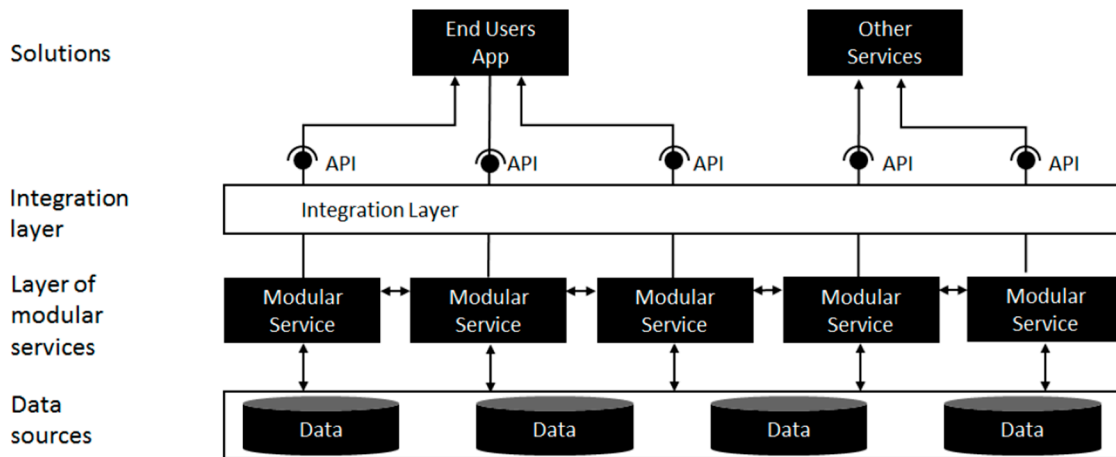 Solutions
End Users
App
Other
Services
API
API
API
API
API
Integration
layer
Integration Layer
Layer of
modular
services
Modular
Service
Modular
Service
Modular
Service
Modular
Service
Modular
Service
Data
sources
Data
Data
Data
Data